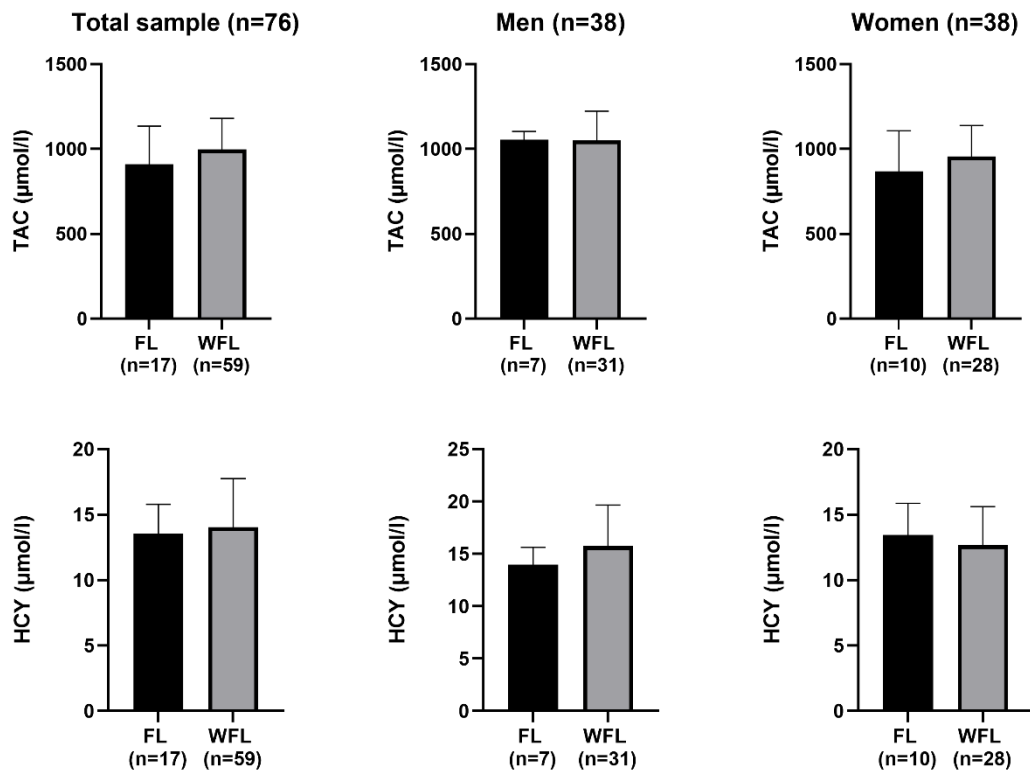 Total sample (n=76)
1500
1000
500
0
TAC (µmol/l)
FL
(n=17)
WFL
(n=59)
Men (n=38)
1500
1000
500
0
TAC (µmol/l)
FL
(n=7)
WFL
(n=31)
Women (n=38)
1500
1000
500
0
TAC (µmol/l)
FL
(n=10)
WFL
(n=28)
20
15
10
5
0
HCY (µmol/l)
FL
(n=17)
WFL
(n=59)
25
20
15
10
5
0
HCY (µmol/l)
FL
(n=7)
WFL
(n=31)
20
15
10
5
0
HCY (µmol/l)
FL
(n=10)
WFL
(n=28)